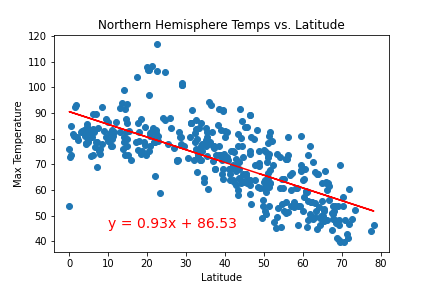 Northern Hemisphere Temps vs. Latitude
120
110
100
90
80
70
60
50
40
Max Temperature
y = 0.93x + 86.53
0 10 20 30 40 50 60 70 80
Latitude